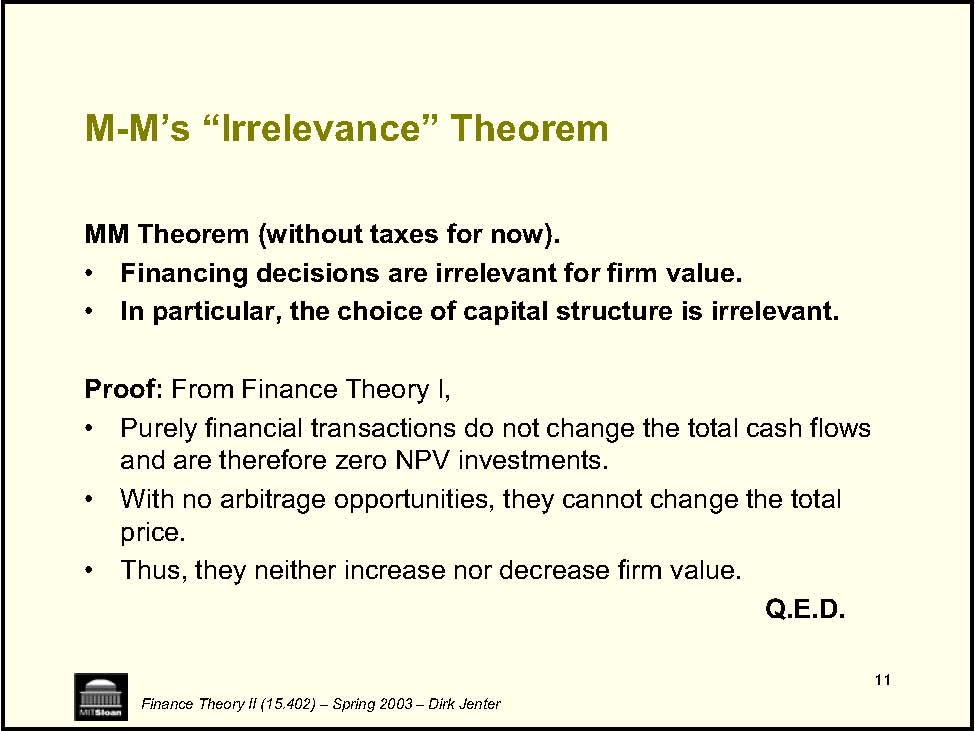 M-M’s “Irrelevance” Theorem
MM Theorem (without taxes for now).
• Financing decisions are irrelevant for firm value.
• In particular, the choice of capital structure is irrelevant.
Proof: From Finance Theory I,
• Purely financial transactions do not change the total cash flows
and are therefore zero NPV investments.
• With no arbitrage opportunities, they cannot change the total
price.
• Thus, they neither increase nor decrease firm value.
Q.E.D.
11
MITSloan
Finance Theory II (15.402) – Spring 2003 – Dirk Jenter